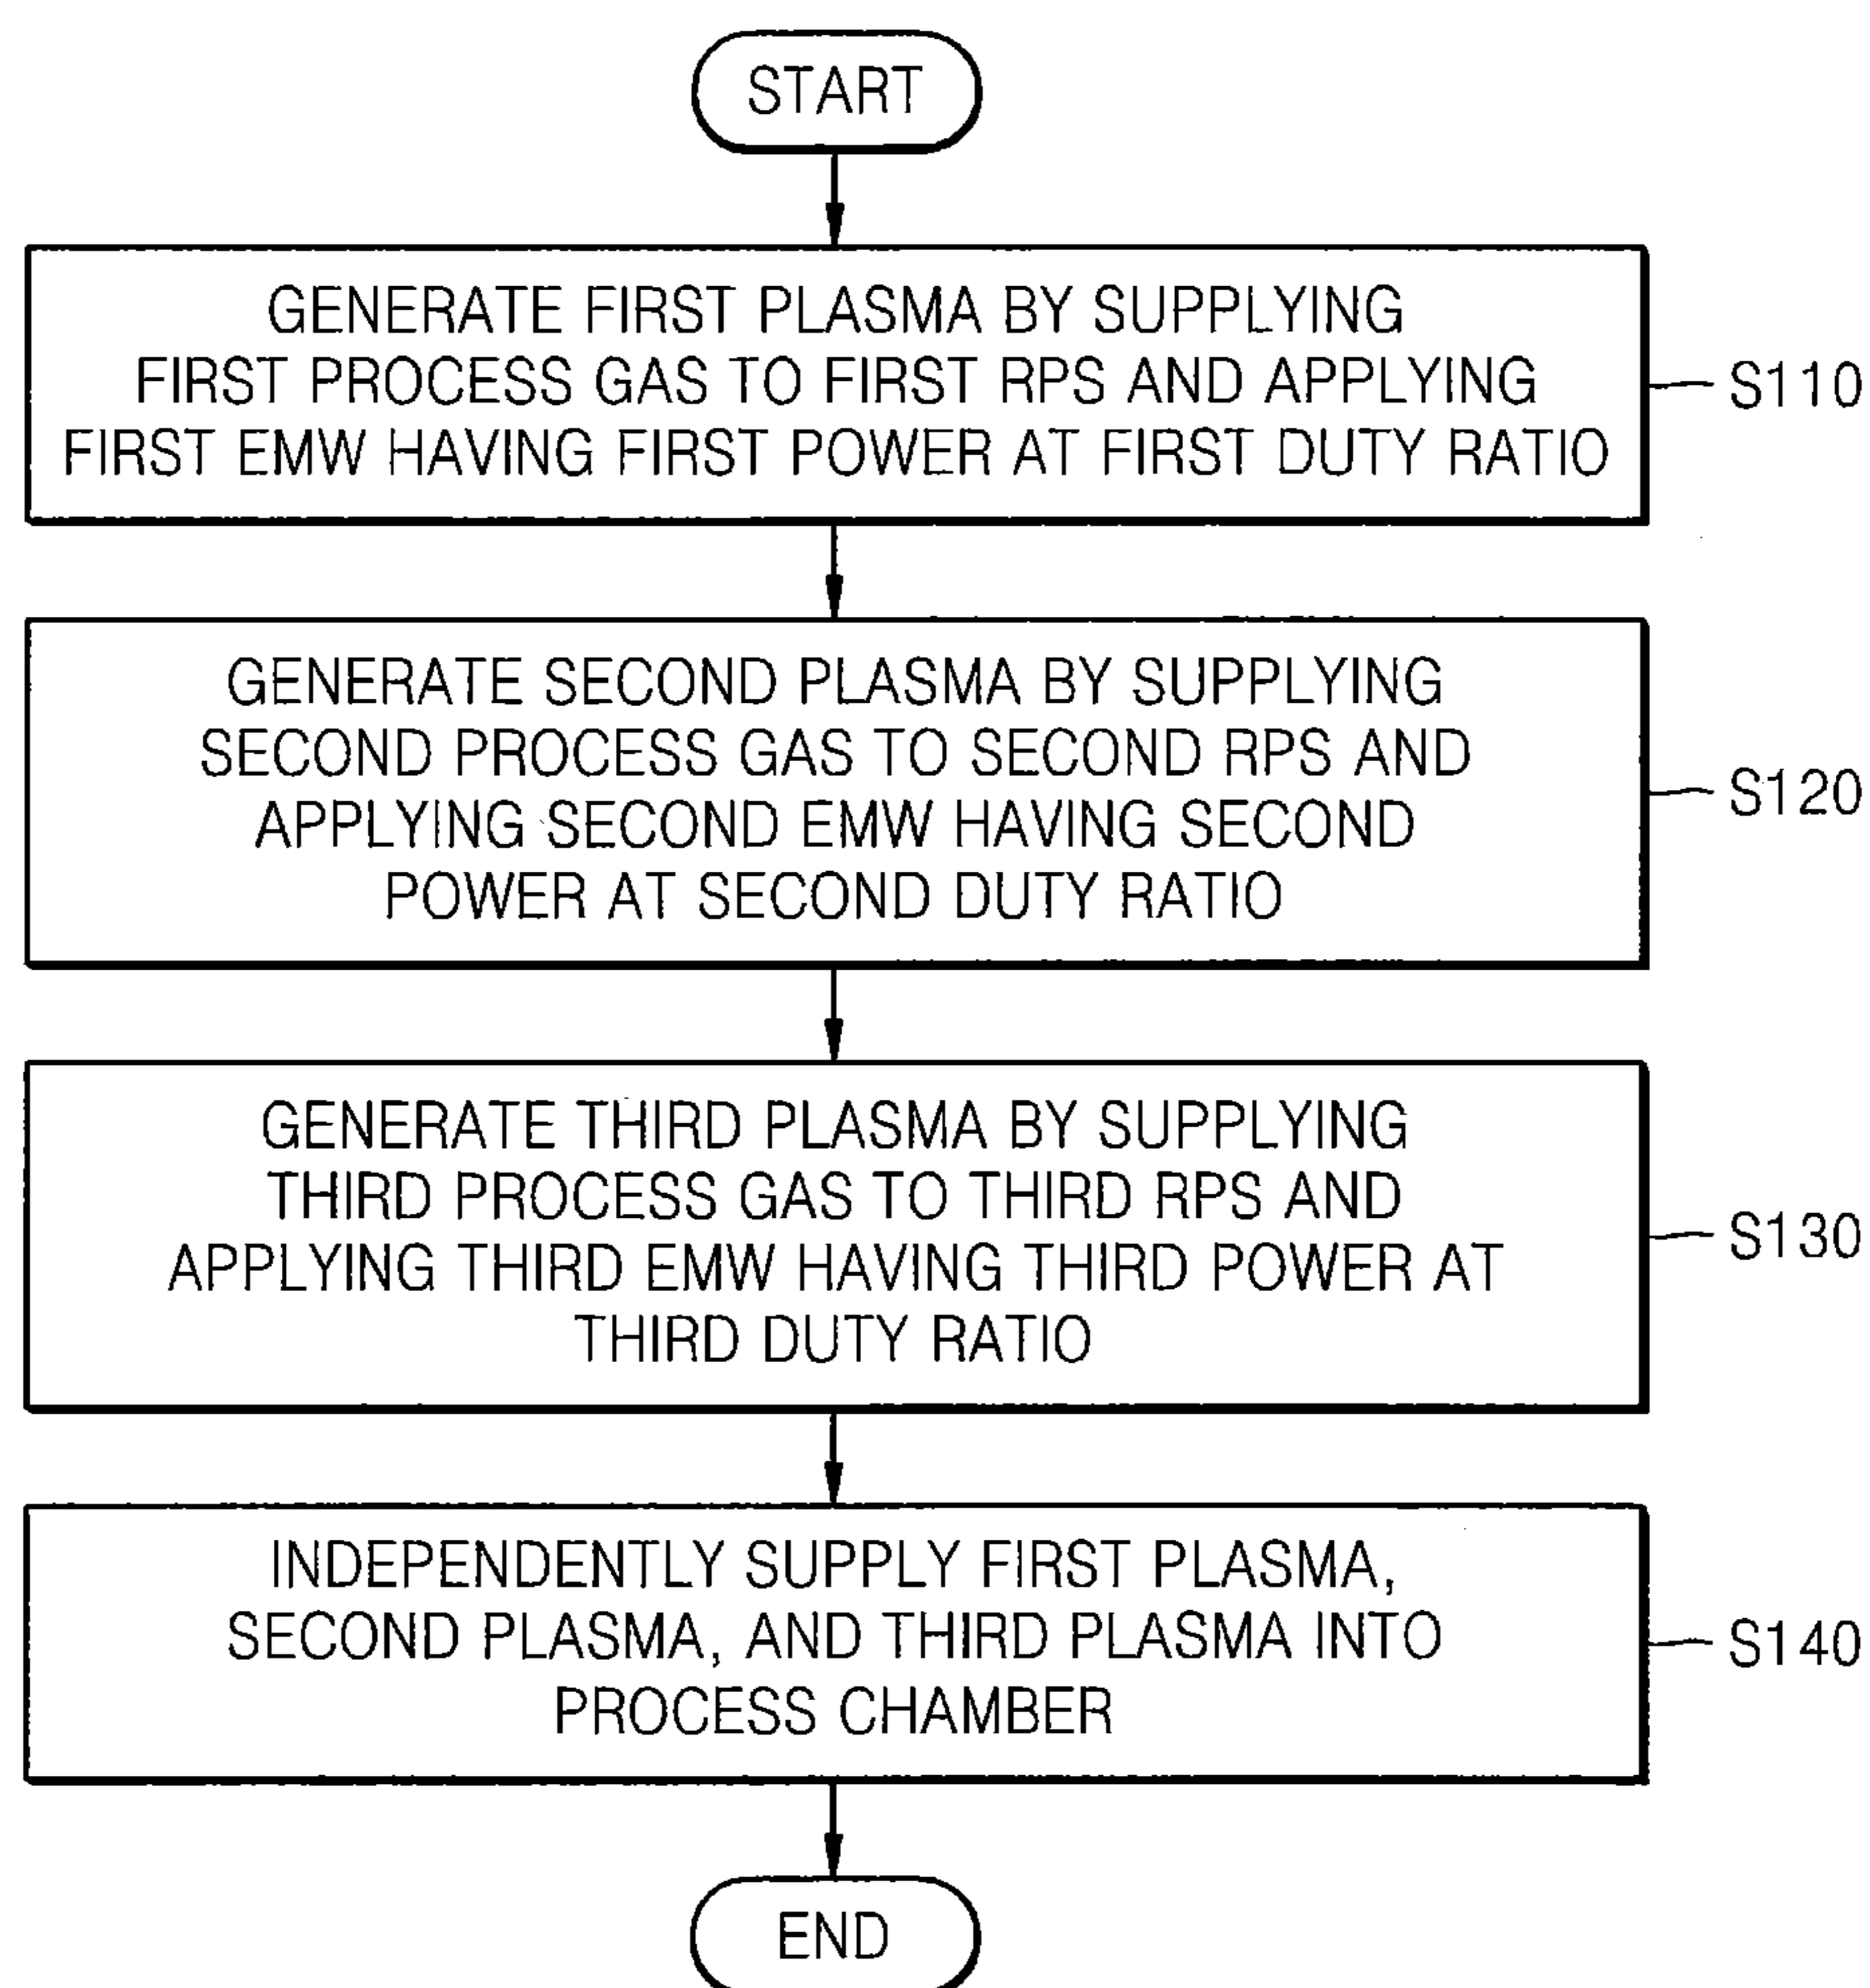 START
GENERATE FIRST PLASMA BY SUPPLYING
FIRST PROCESS GAS TO FIRST RPS AND APPLYING
FIRST EMW HAVING FIRST POWER AT FIRST DUTY RATIO
S110
GENERATE SECOND PLASMA BY SUPPLYING
SECOND PROCESS GAS TO SECOND RPS AND
APPLYING SECOND EMW HAVING SECOND
POWER AT SECOND DUTY RATIO
S120
GENERATE THIRD PLASMA BY SUPPLYING
THIRD PROCESS GAS TO THIRD RPS AND
APPLYING THIRD EMW HAVING THIRD POWER AT
THIRD DUTY RATIO
S130
INDEPENDENTLY SUPPLY FIRST PLASMA,
SECOND PLASMA, AND THIRD PLASMA INTO
PROCESS CHAMBER
S140
END